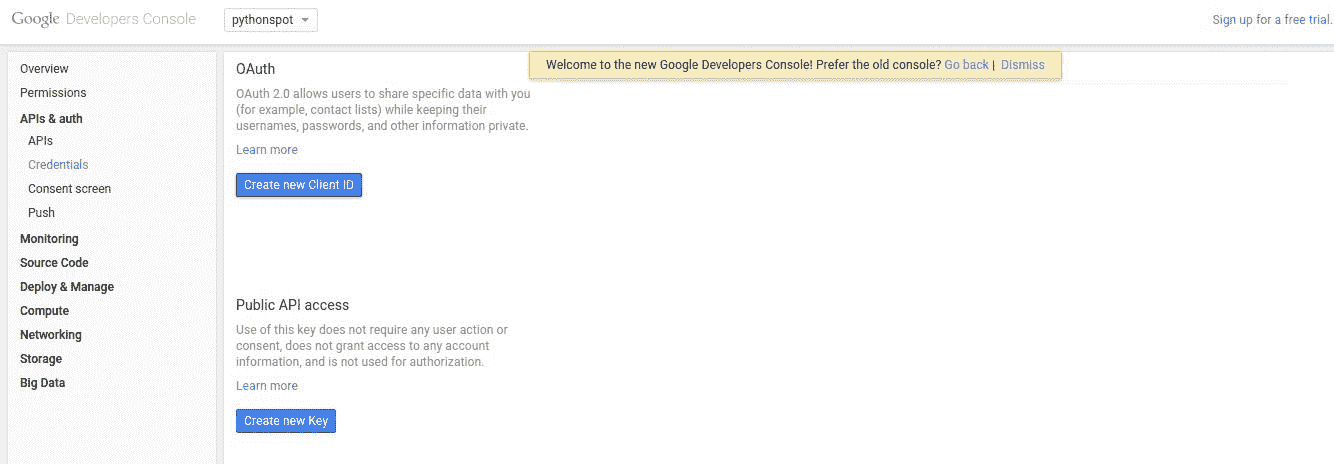 Google Developers Console
pythonspot
Sign up for a free trial.
Welcome to the new Google Developers Console! Prefer the old console? Go back | Dismiss
Overview
Permissions
APIs & auth
APIs
Credentials
Consent screen
Push
Monitoring
Source Code
Deploy & Manage
Compute
Networking
Storage
Big Data
OAuth
OAuth 2.0 allows users to share specific data with you
(for example, contact lists) while keeping their
usernames, passwords, and other information private.
Learn more
Create new Client ID
Public API access
Use of this key does not require any user action or
consent, does not grant access to any account
information, and is not used for authorization.
Learn more
Create new Key